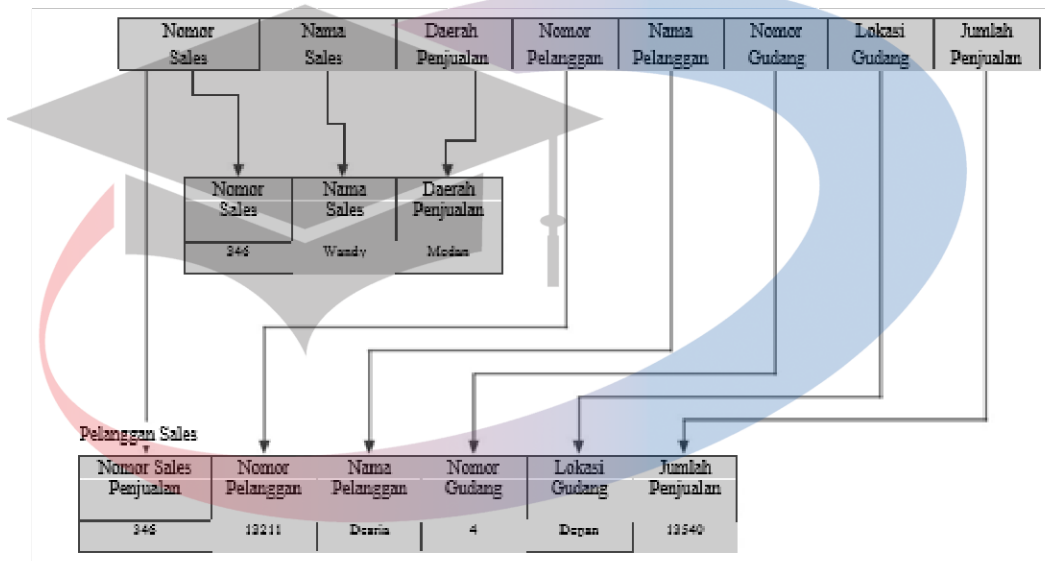 Nomor Sales
Nama Sales
Daerah Penjualan
Nomor Pelanggan
Nama Pelanggan
Nomor Gudang
Lokasi Gudang
Jumlah Penjualan
Nomor Sales
Nama Sales
Daerah Penjualan
346
Wandy
Medan
Pelanggan Sales
Nomor Sales Penjualan
Nomor Pelanggan
Nama Pelanggan
Nomor Gudang
Lokasi Gudang
Jumlah Penjualan
346
13211
4
Depan
13540